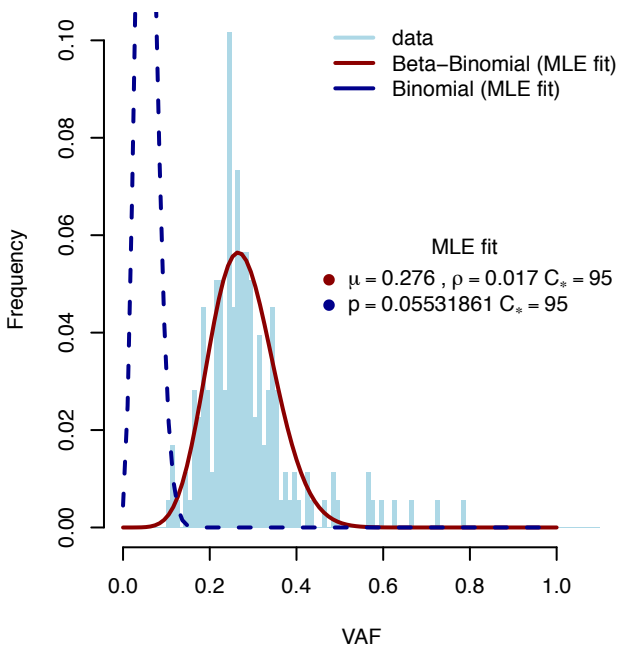 data
Beta−Binomial (MLE fit)
Binomial (MLE fit)
MLE fit
μ = 0.276 , ρ = 0.017 C* = 95
p = 0.05531861 C* = 95
Frequency
0.10
0.08
0.06
0.04
0.02
0.00
0.0 0.2 0.4 0.6 0.8 1.0
VAF